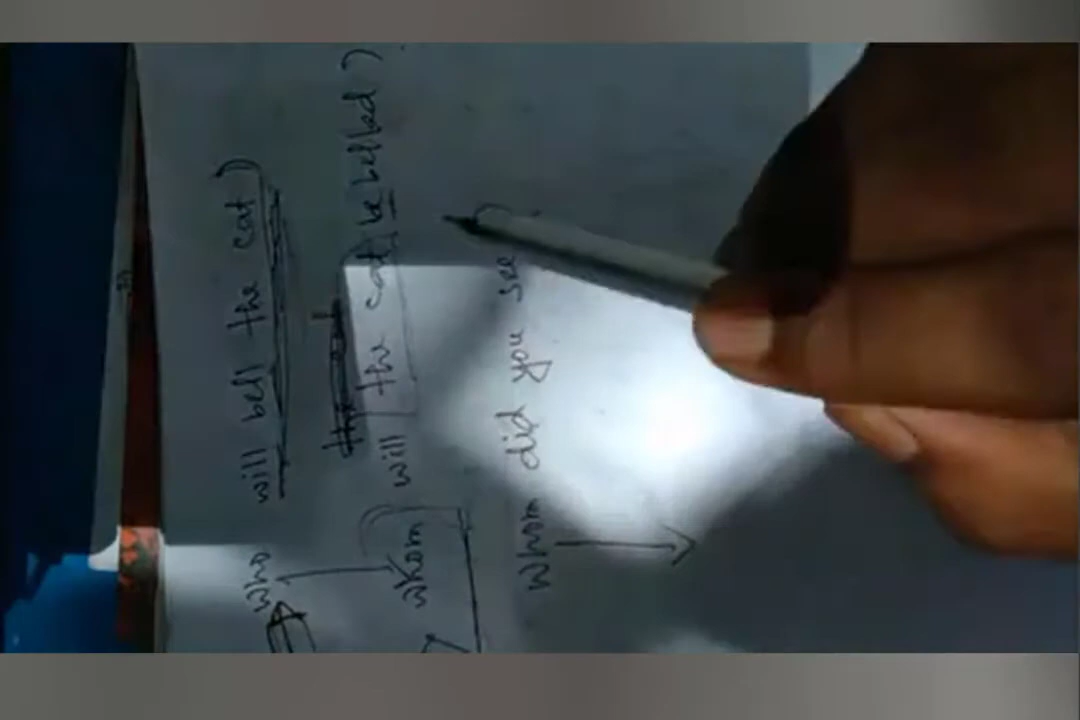 who will bell the cat?
whom will the cat be belled?
Whom did you see